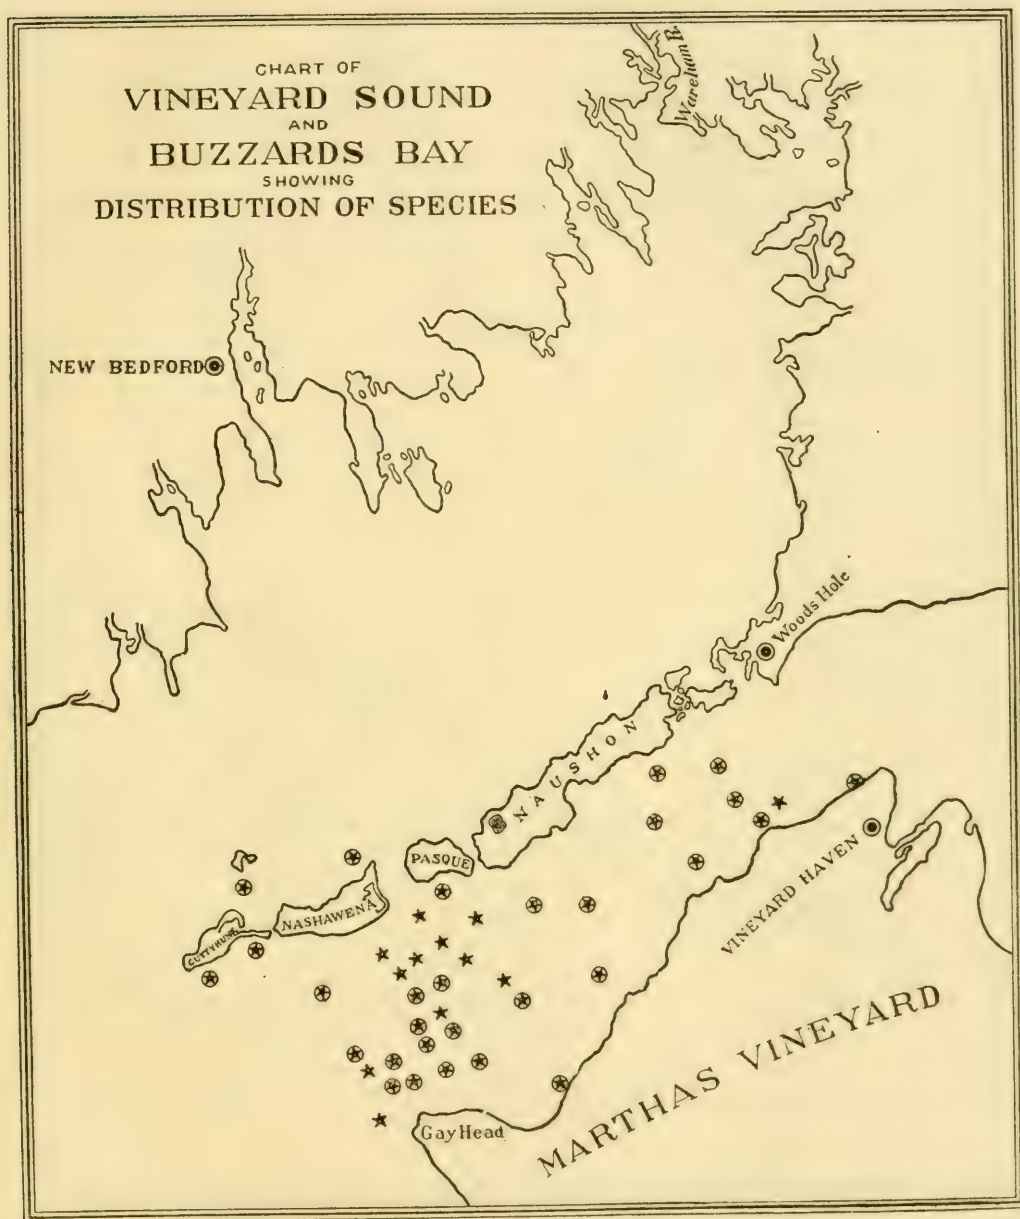 CHART OF
VINEYARD SOUND
AND
BUZZARDS BAY
SHOWING
DISTRIBUTION OF SPECIES
Wareham R.
NEW BEDFORD
Woods Hole
NAUSHON
PASQUE
NASHAWENA
CUTTYHUNK
VINEYARD HAVEN
MARTHAS VINEYARD
Gay Head